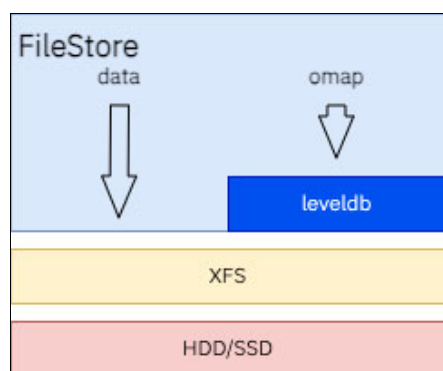 FileStore
data omap
leveldb
XFS
HDD/SSD